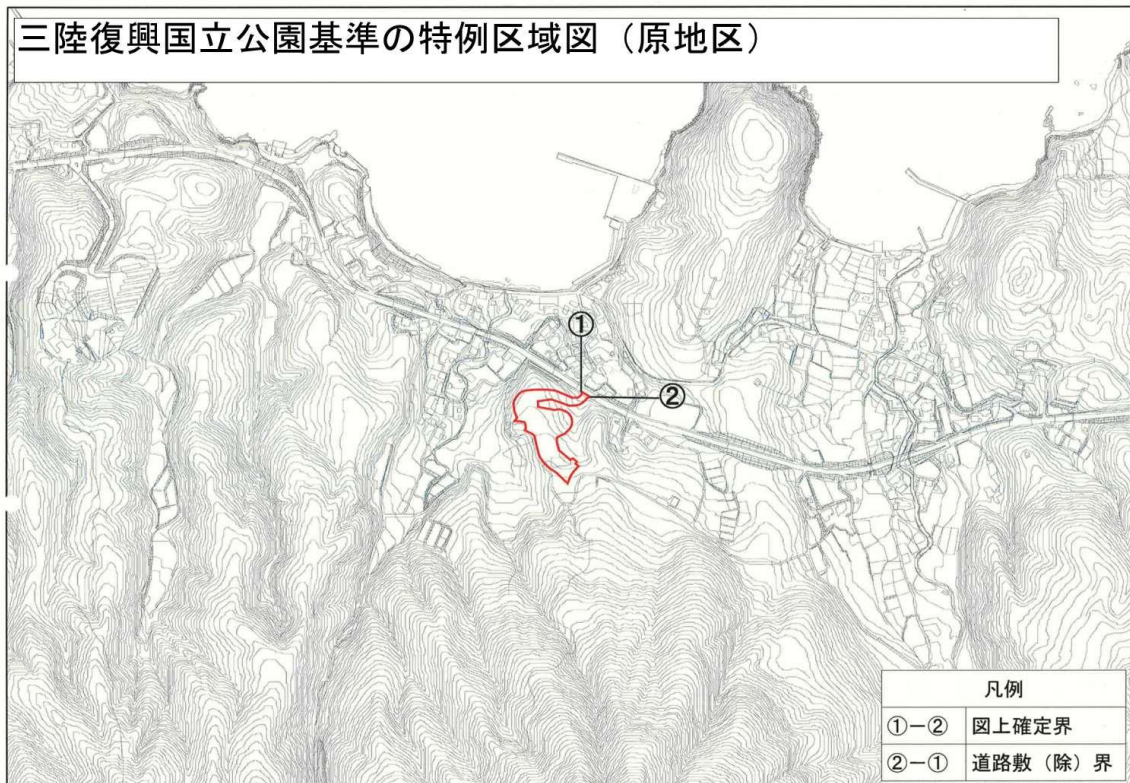 三陸復興国立公園基準の特例区域図（原地区）
①
②
凡例
①－② 図上確定界
②－① 道路敷（除）界